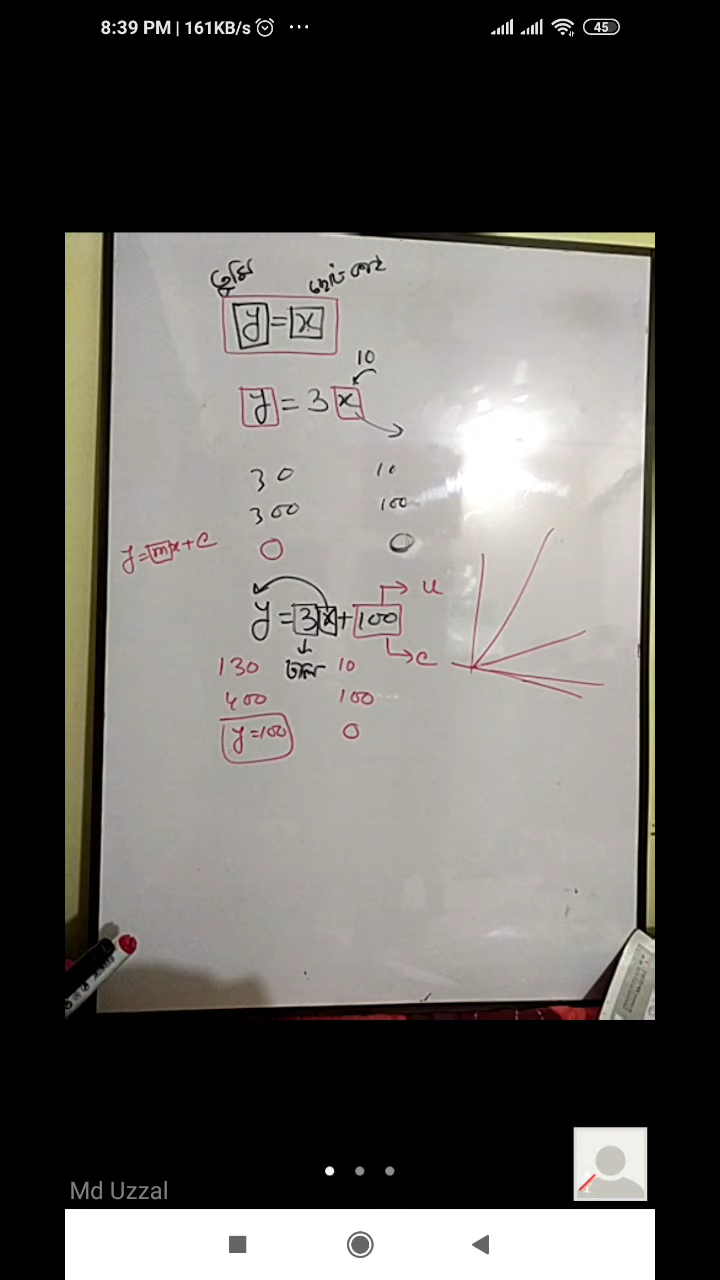 8:39 PM | 161KB/s ...
45
তুমি
y = x
10
y = 3x
30 10
300 100
y=mx+c 0 0
y = 3x+100 → u
→ c
130 ঢাল 10
400 100
y=100 0
Md Uzzal